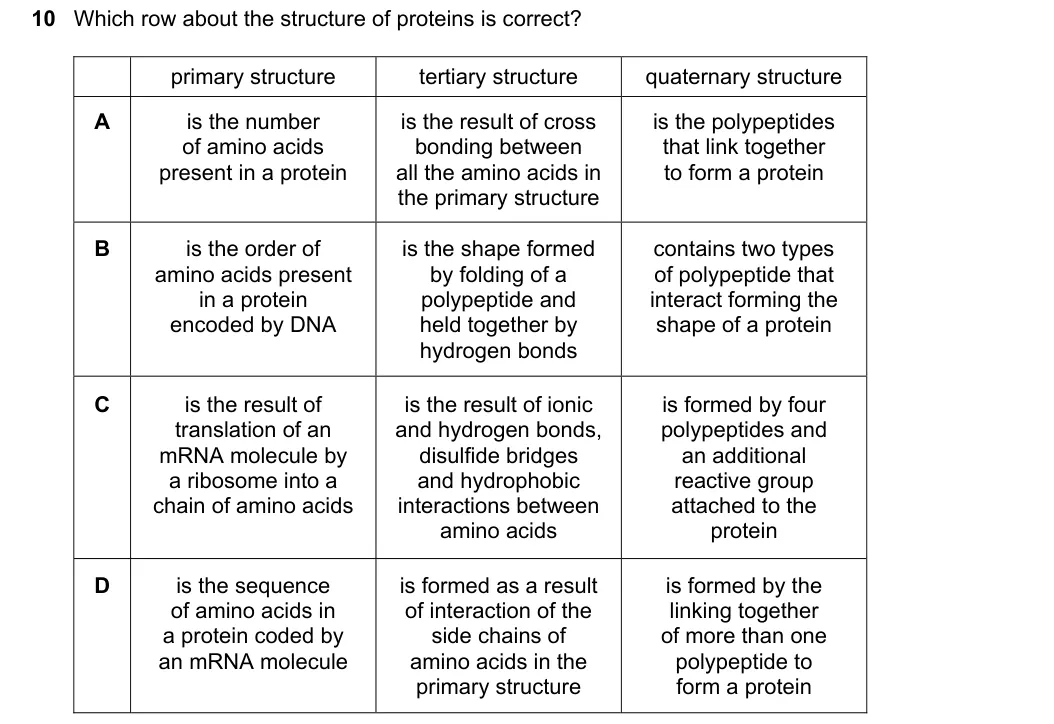 10 Which row about the structure of proteins is correct?
primary structure
tertiary structure
quaternary structure
A
is the number
of amino acids
present in a protein
is the result of cross
bonding between
all the amino acids in
the primary structure
is the polypeptides
that link together
to form a protein
B
is the order of
amino acids present
in a protein
encoded by DNA
is the shape formed
by folding of a
polypeptide and
held together by
hydrogen bonds
contains two types
of polypeptide that
interact forming the
shape of a protein
C
is the result of
translation of an
mRNA molecule by
a ribosome into a
chain of amino acids
is the result of ionic
and hydrogen bonds,
disulfide bridges
and hydrophobic
interactions between
amino acids
is formed by four
polypeptides and
an additional
reactive group
attached to the
protein
D
is the sequence
of amino acids in
a protein coded by
an mRNA molecule
is formed as a result
of interaction of the
side chains of
amino acids in the
primary structure
is formed by the
linking together
of more than one
polypeptide to
form a protein